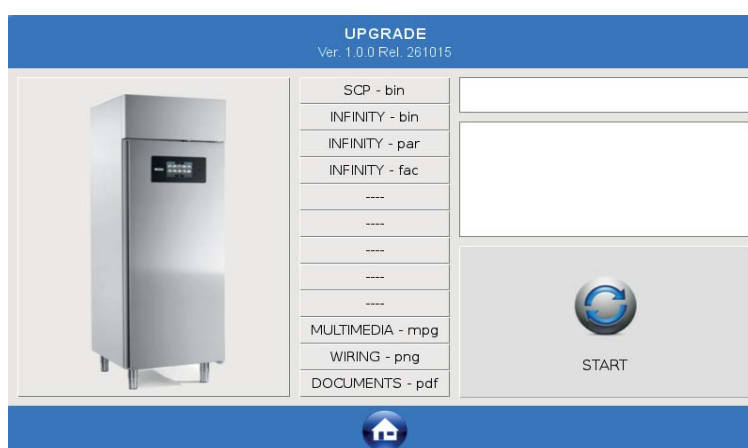 UPGRADE
Ver. 1.0.0 Rel. 261015
SCP - bin
INFINITY - bin
INFINITY - par
INFINITY - fac
----
----
----
----
----
MULTIMEDIA - mpg
WIRING - png
DOCUMENTS - pdf
START